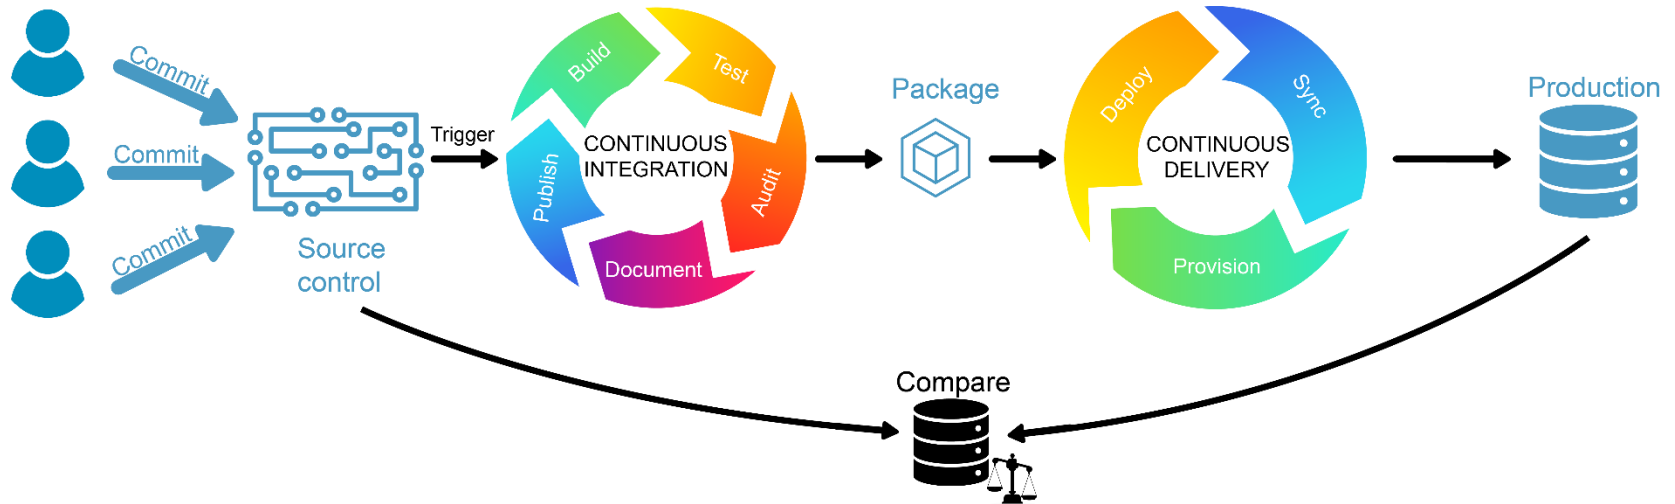 Commit
Commit
Commit
Source
control
Trigger
Build
Test
Audit
Document
Publish
CONTINUOUS
INTEGRATION
Package
Deploy
Sync
Provision
CONTINUOUS
DELIVERY
Production
Compare